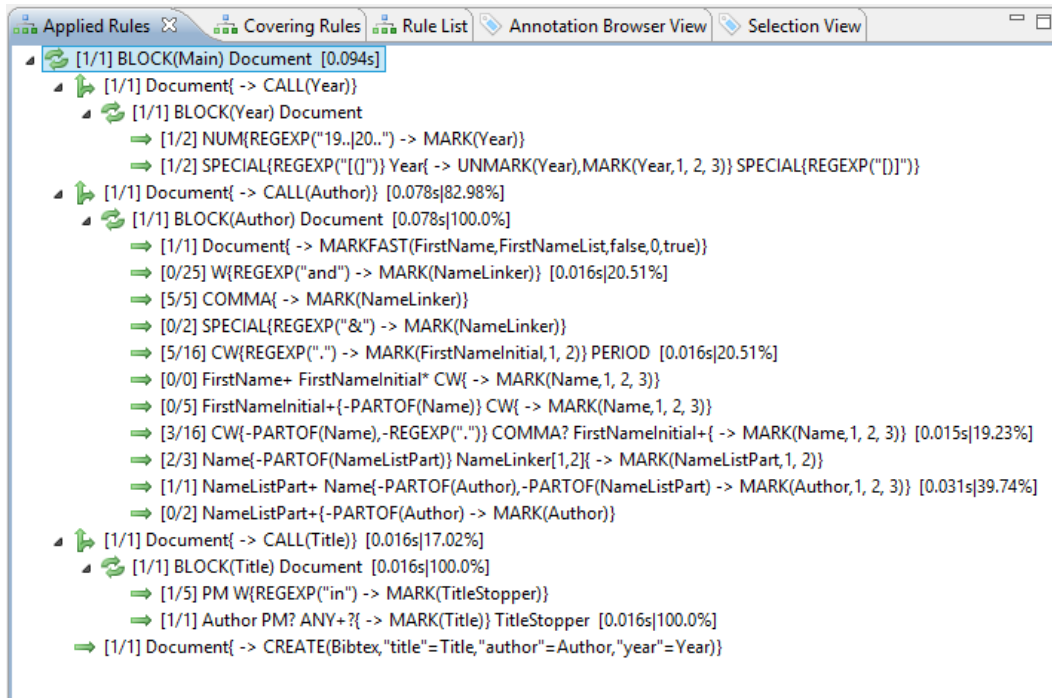 Applied Rules Covering Rules Rule List Annotation Browser View Selection View
[1/1] BLOCK(Main) Document [0.094s]
[1/1] Document{ -> CALL(Year)}
[1/1] BLOCK(Year) Document
[1/2] NUM{REGEXP("19..|20..") -> MARK(Year)}
[1/2] SPECIAL{REGEXP("[(]")} Year{ -> UNMARK(Year),MARK(Year,1, 2, 3)} SPECIAL{REGEXP("[)]")}
[1/1] Document{ -> CALL(Author)} [0.078s|82.98%]
[1/1] BLOCK(Author) Document [0.078s|100.0%]
[1/1] Document{ -> MARKFAST(FirstName,FirstNameList,false,0,true)}
[0/25] W{REGEXP("and") -> MARK(NameLinker)} [0.016s|20.51%]
[5/5] COMMA{ -> MARK(NameLinker)}
[0/2] SPECIAL{REGEXP("&") -> MARK(NameLinker)}
[5/16] CW{REGEXP(".") -> MARK(FirstNameInitial,1, 2)} PERIOD [0.016s|20.51%]
[0/0] FirstName+ FirstNameInitial* CW{ -> MARK(Name,1, 2, 3)}
[0/5] FirstNameInitial+{-PARTOF(Name)} CW{ -> MARK(Name,1, 2, 3)}
[3/16] CW{-PARTOF(Name),-REGEXP(".")} COMMA? FirstNameInitial+{ -> MARK(Name,1, 2, 3)} [0.015s|19.23%]
[2/3] Name{-PARTOF(NameListPart)} NameLinker[1,2]{ -> MARK(NameListPart,1, 2)}
[1/1] NameListPart+ Name{-PARTOF(Author),-PARTOF(NameListPart) -> MARK(Author,1, 2, 3)} [0.031s|39.74%]
[0/2] NameListPart+{-PARTOF(Author) -> MARK(Author)}
[1/1] Document{ -> CALL(Title)} [0.016s|17.02%]
[1/1] BLOCK(Title) Document [0.016s|100.0%]
[1/5] PM W{REGEXP("in") -> MARK(TitleStopper)}
[1/1] Author PM? ANY+?{ -> MARK(Title)} TitleStopper [0.016s|100.0%]
[1/1] Document{ -> CREATE(Bibtex,"title"=Title,"author"=Author,"year"=Year)}